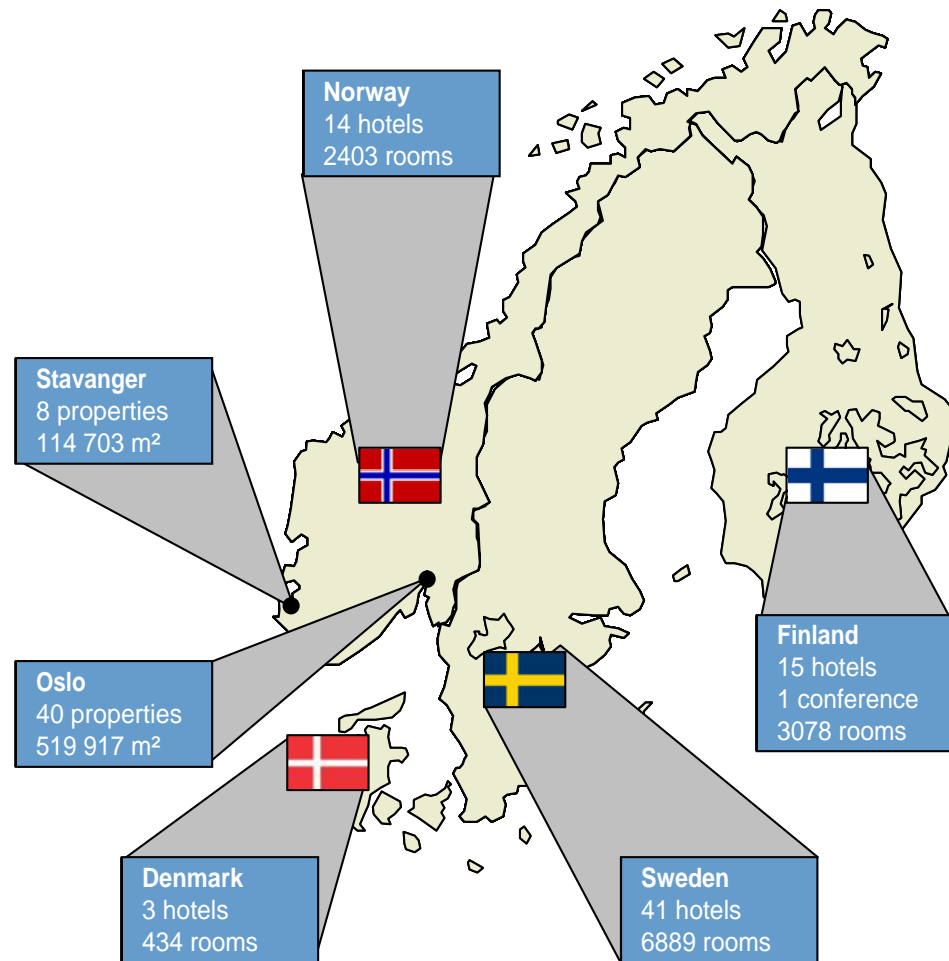 Norway
14 hotels
2403 rooms
Stavanger
8 properties
114 703 m²
Oslo
40 properties
519 917 m²
Finland
15 hotels
1 conference
3078 rooms
Denmark
3 hotels
434 rooms
Sweden
41 hotels
6889 rooms